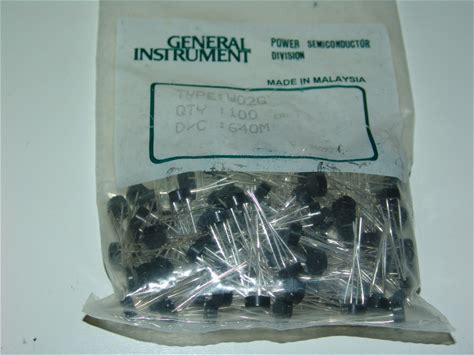 GENERAL
INSTRUMENT
POWER SEMICONDUCTOR
DIVISION
MADE IN MALAYSIA
TYPE:W02G
QTY :100
D/C :640M